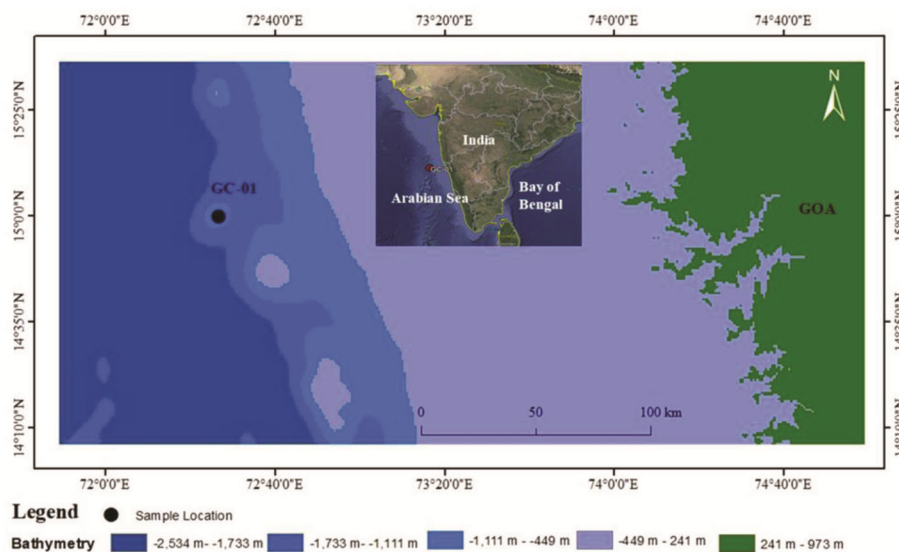 72°0'0"E 72°40'0"E 73°20'0"E 74°0'0"E 74°40'0"E
N
15°25'0"N
India
GC-01
Arabian Sea
Bay of
Bengal
GOA
15°0'0"N
14°35'0"N
0 50 100 km
14°10'0"N
72°0'0"E 72°40'0"E 73°20'0"E 74°0'0"E 74°40'0"E
Legend
Sample Location
Bathymetry -2,534 m- -1,733 m -1,733 m- -1,111 m -1,111 m- -449 m -449 m - 241 m 241 m - 973 m